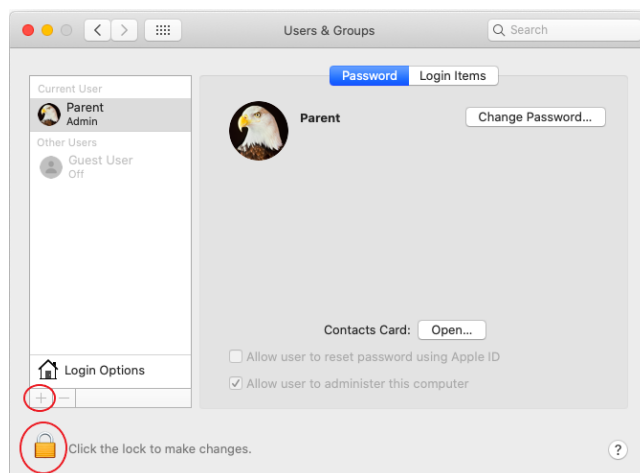 Users & Groups
Search
Password
Login Items
Current User
Parent
Admin
Other Users
Guest User
Off
Parent
Change Password...
Contacts Card:
Open...
Allow user to reset password using Apple ID
Allow user to administer this computer
Login Options
+
−
Click the lock to make changes.
?